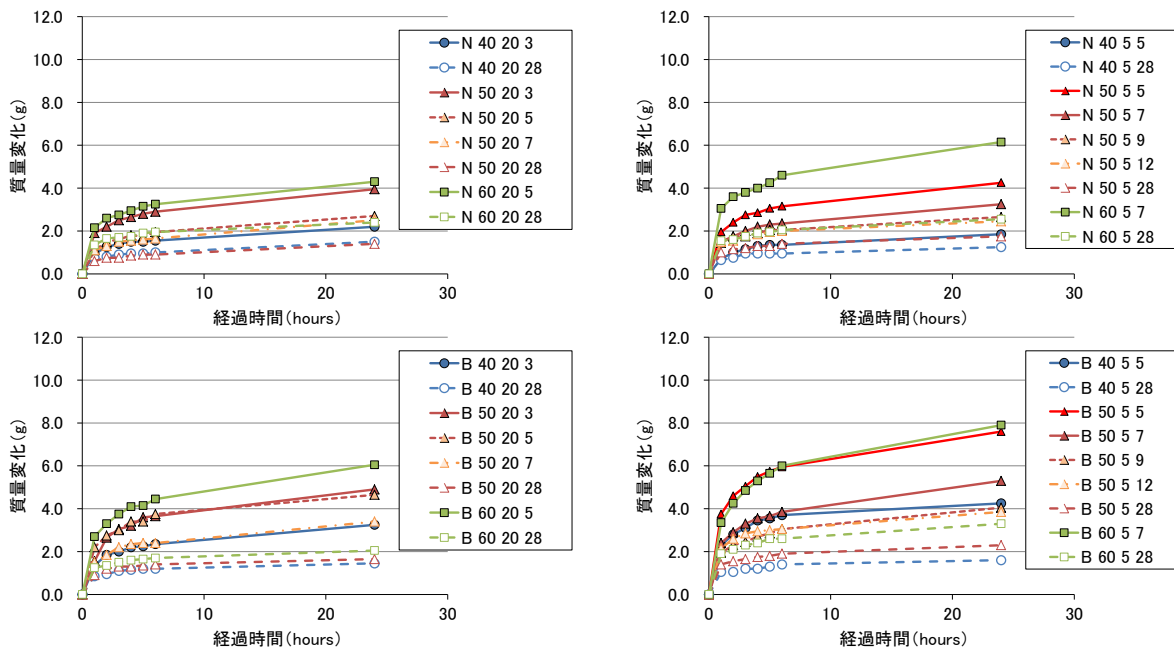 12.0
10.0
8.0
6.0
4.0
2.0
0.0
質量変化(g)
0
10
20
30
経過時間(hours)
N 40 20 3
N 40 20 28
N 50 20 3
N 50 20 5
N 50 20 7
N 50 20 28
N 60 20 5
N 60 20 28
12.0
10.0
8.0
6.0
4.0
2.0
0.0
質量変化(g)
0
10
20
30
経過時間(hours)
N 40 5 5
N 40 5 28
N 50 5 5
N 50 5 7
N 50 5 9
N 50 5 12
N 50 5 28
N 60 5 7
N 60 5 28
12.0
10.0
8.0
6.0
4.0
2.0
0.0
質量変化(g)
0
10
20
30
経過時間(hours)
B 40 20 3
B 40 20 28
B 50 20 3
B 50 20 5
B 50 20 7
B 50 20 28
B 60 20 5
B 60 20 28
12.0
10.0
8.0
6.0
4.0
2.0
0.0
質量変化(g)
0
10
20
30
経過時間(hours)
B 40 5 5
B 40 5 28
B 50 5 5
B 50 5 7
B 50 5 9
B 50 5 12
B 50 5 28
B 60 5 7
B 60 5 28